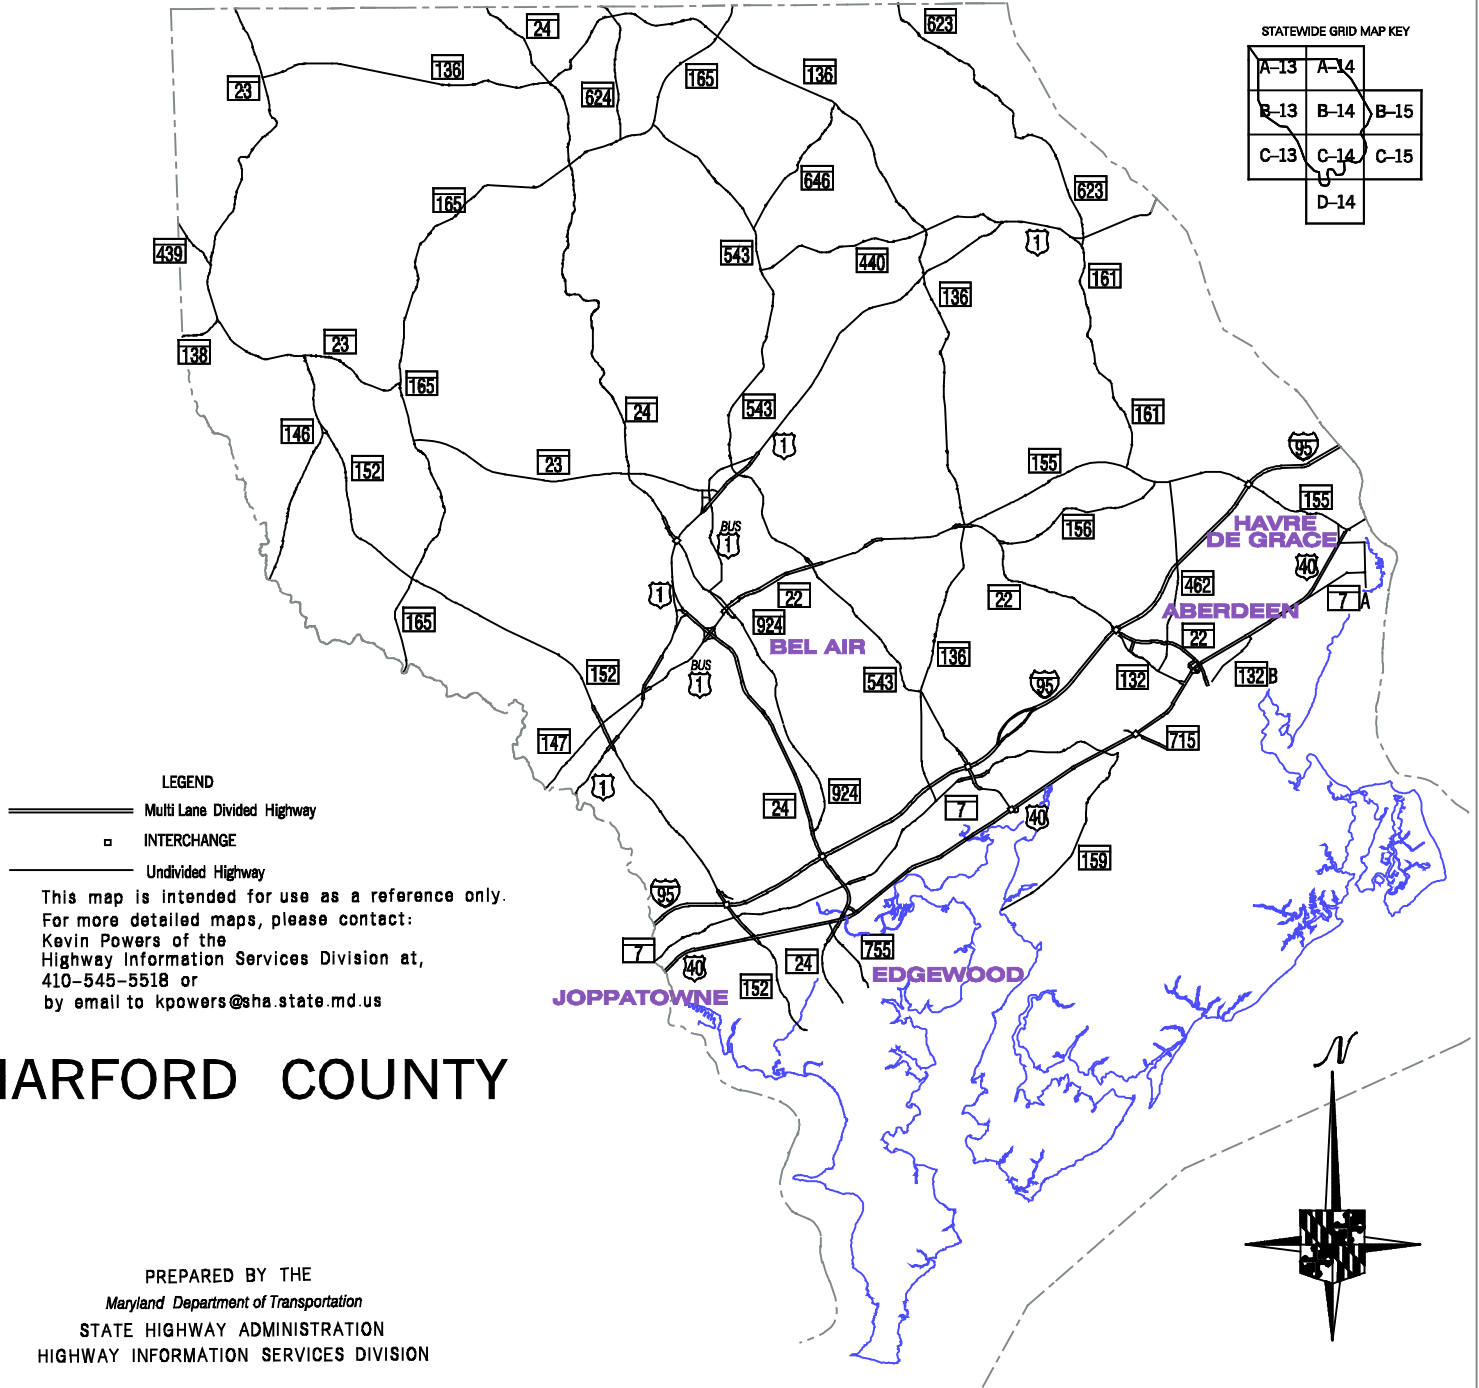 24
623
STATEWIDE GRID MAP KEY
136
165
136
A-13 A-14
23
624
B-13 B-14 B-15
C-13 C-14 C-15
646
623
165
D-14
439
543
440
1
161
136
138
23
165
24
543
161
146
1
95
152
23
155
155
156
HAVRE
DE GRACE
BUS
1
40
1
22
22
462
7 A
165
924
ABERDEEN
22
BEL AIR
136
152
BUS
1
543
95
132
132 B
147
715
LEGEND
1
924
Multi Lane Divided Highway
24
7
40
INTERCHANGE
159
Undivided Highway
This map is intended for use as a reference only.
95
For more detailed maps, please contact:
Kevin Powers of the
7
755
Highway Information Services Division at,
40
24
EDGEWOOD
410-545-5518 or
152
JOPPATOWNE
by email to kpowers@sha.state.md.us
N
ARFORD COUNTY
PREPARED BY THE
Maryland Department of Transportation
STATE HIGHWAY ADMINISTRATION
HIGHWAY INFORMATION SERVICES DIVISION